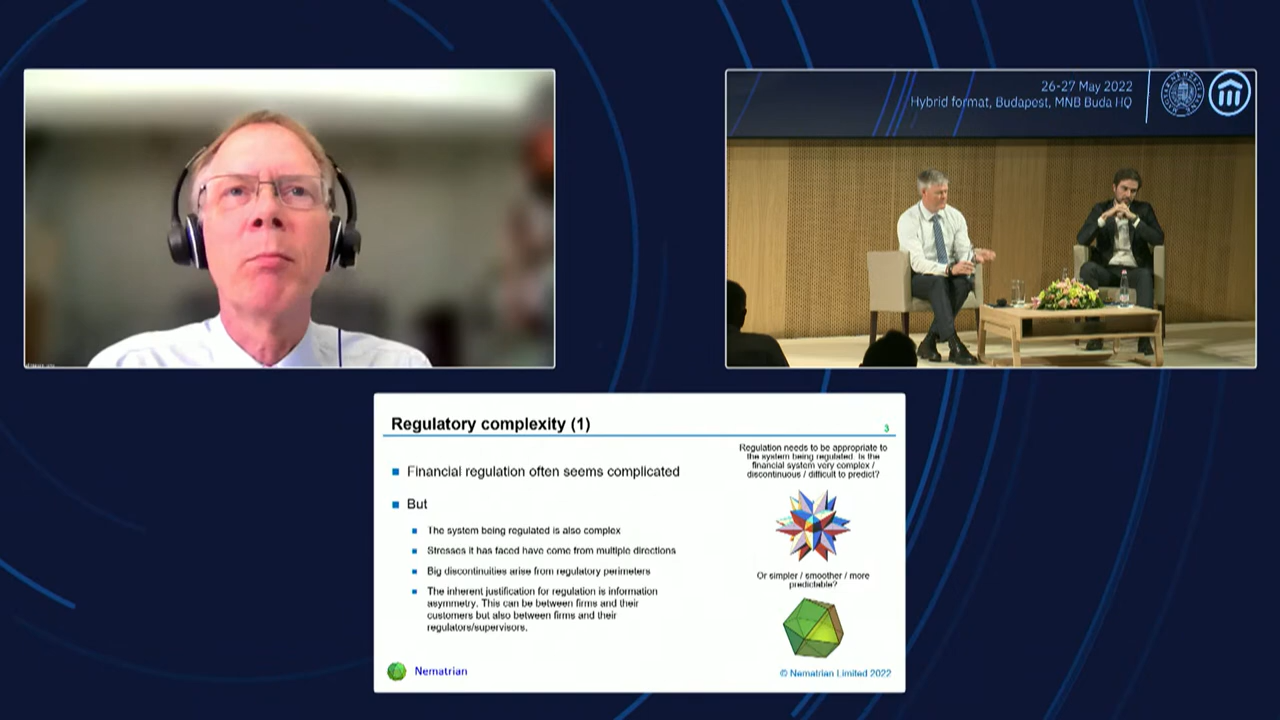 26-27 May 2022
Hybrid format, Budapest, MNB Buda HQ
Regulatory complexity (1)
3
Financial regulation often seems complicated
But
The system being regulated is also complex
Stresses it has faced have come from multiple directions
Big discontinuities arise from regulatory perimeters
The inherent justification for regulation is information
asymmetry. This can be between firms and their
customers but also between firms and their
regulators/supervisors.
Regulation needs to be appropriate to
the system being regulated. Is the
financial system very complex /
discontinuous / difficult to predict?
Or simpler / smoother / more
predictable?
Nematrian
© Nematrian Limited 2022